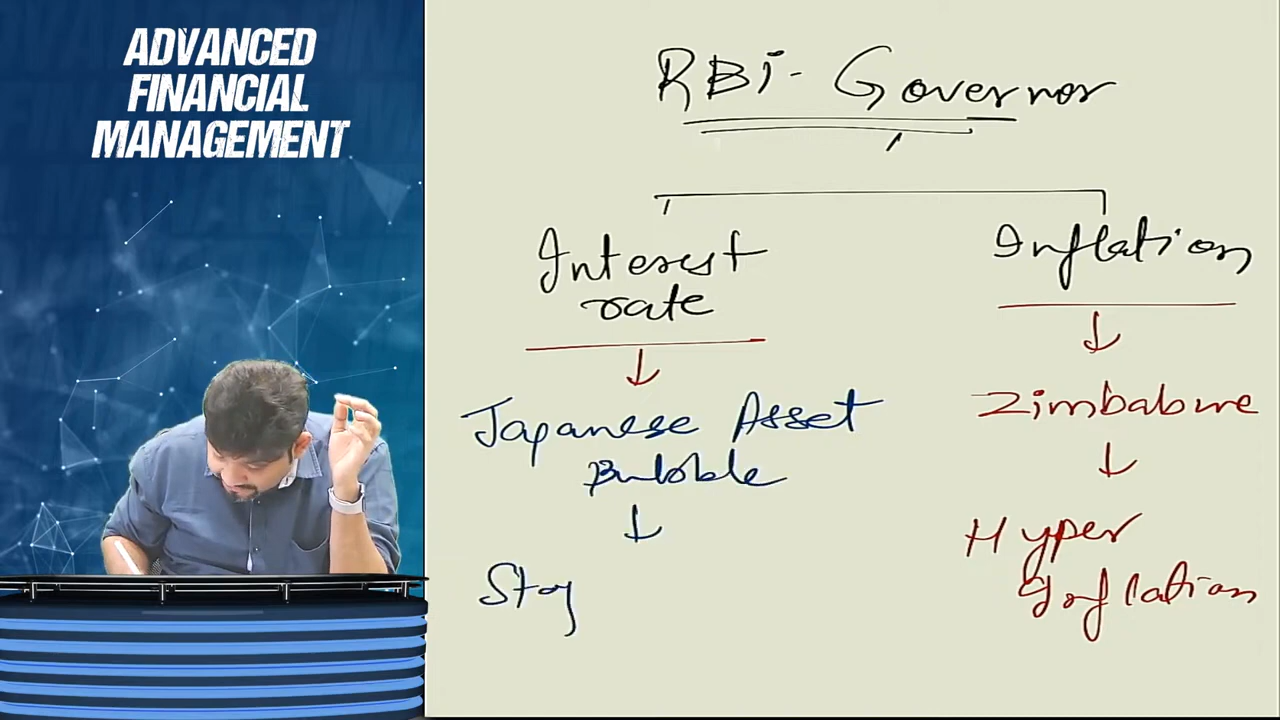 ADVANCED
FINANCIAL
MANAGEMENT
RBi - Governor
Interest
rate
Inflation
Japanese Asset
Bubble
Zimbabwe
Stag
Hyper
Inflation